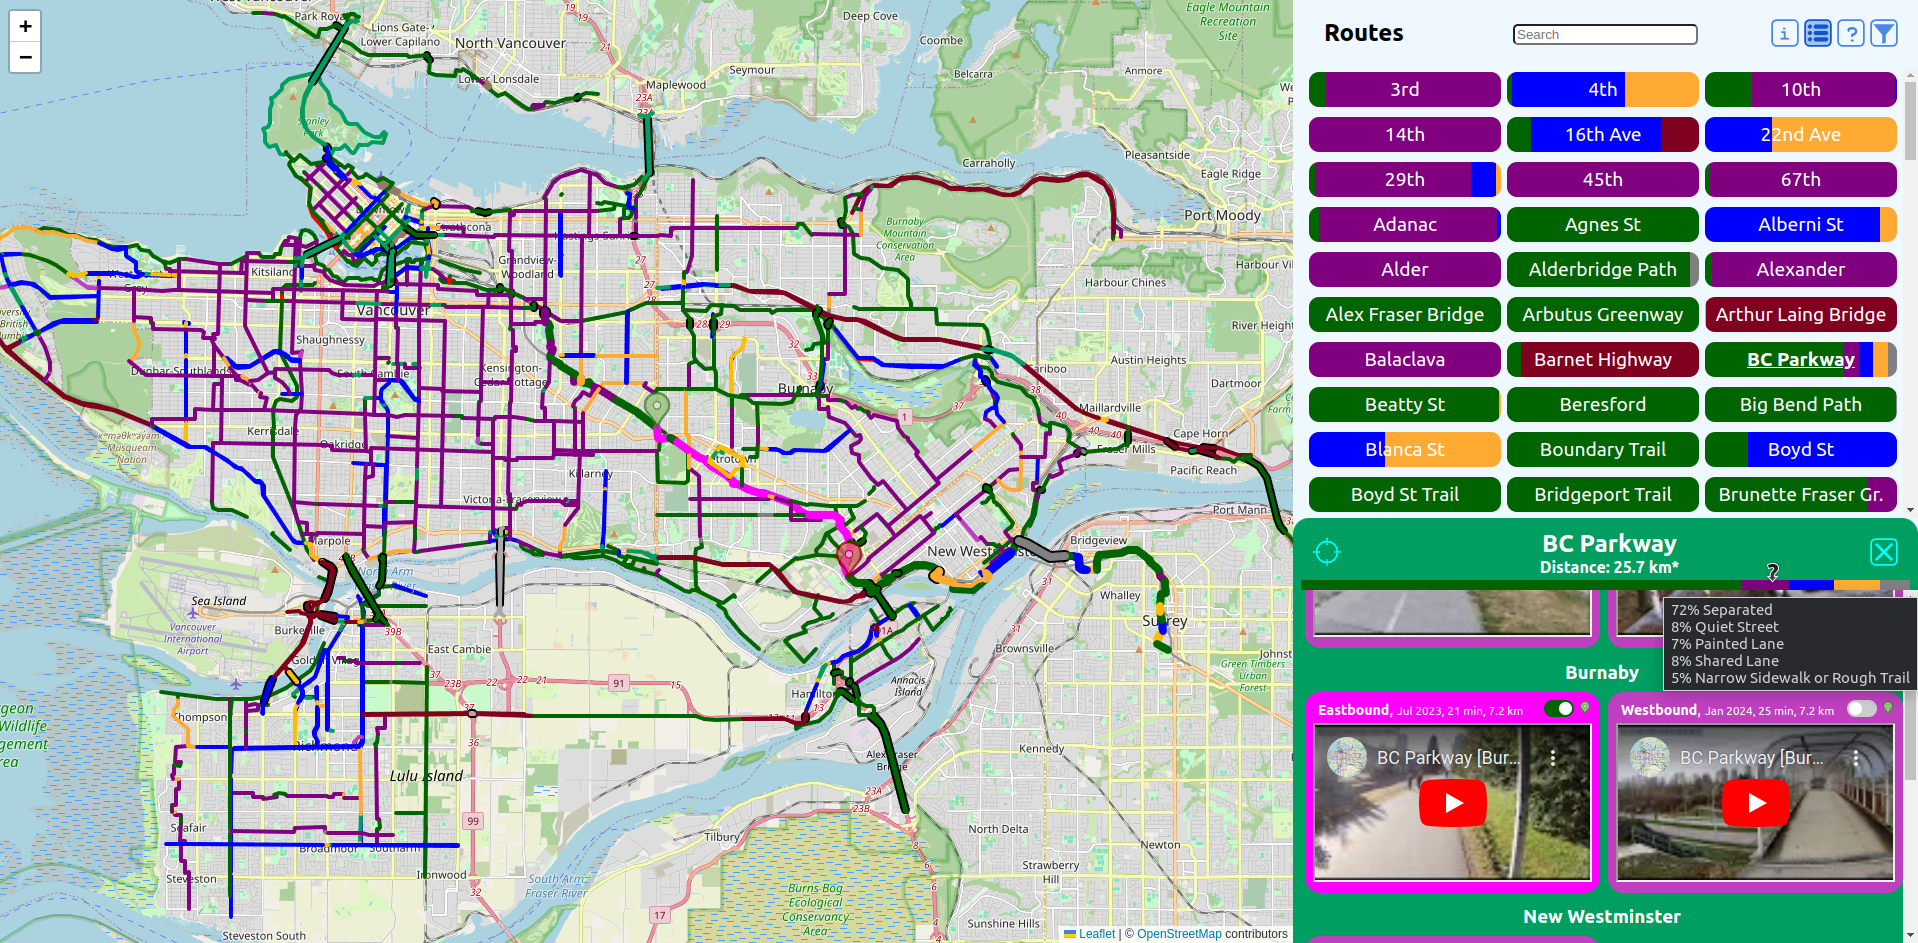 +
−
Routes
Search
i
?
3rd
4th
10th
14th
16th Ave
22nd Ave
29th
45th
67th
Adanac
Agnes St
Alberni St
Alder
Alderbridge Path
Alexander
Alex Fraser Bridge
Arbutus Greenway
Arthur Laing Bridge
Balaclava
Barnet Highway
BC Parkway
Beatty St
Beresford
Big Bend Path
Blanca St
Boundary Trail
Boyd St
Boyd St Trail
Bridgeport Trail
Brunette Fraser Gr.
BC Parkway
Distance: 25.7 km*
?
72% Separated
8% Quiet Street
7% Painted Lane
8% Shared Lane
5% Narrow Sidewalk or Rough Trail
Burnaby
Eastbound, Jul 2023, 21 min, 7.2 km
Westbound, Jan 2024, 25 min, 7.2 km
BC Parkway [Bur...
BC Parkway [Bur...
New Westminster
Park Royal
Lions Gate-
Lower Capilano
North Vancouver
Deep Cove
Eagle Mountain
Recreation
Site
Coombe
Belcarra
Anmore
Seymour
Maplewood
Lower Lonsdale
Stanley
Park
Carraholly
Pleasantside
Eagle Ridge
Port Moody
Strathcona
Burnaby
Mountain
Conservation
Area
Kitsilano
Grandview-
Woodland
Harbour Chines
Vancouver
River Heights
Shaughnessy
Austin Heights
Dunbar-Southlands
South Cambie
Kensington-
Cedar Cottage
Burnaby
Cariboo
Dartmoor
Maillardville
Cape Horn
Kerrisdale
Oakridge
xʷməθkʷəy̓əm
Musqueam
Nation
Metrotown
Fraser Mills
Pacific Reach
Killarney
Victoria-Fraserview
Port Mann
Marpole
New Westminster
Bridgeview
North Arm
Sea Island
Vancouver
International
Airport
Burkeville
Whalley
Surrey
East Cambie
Brownsville
Annacis
Island
Hamilton
Green Timbers
Urban
Forest
Thompson
Richmond
Lulu Island
Alex Fraser
Bridge
Kennedy
Seafair
Broadmoor
Southarm
Tilbury
North Delta
Newton
Strawberry
Hill
Steveston
Ironwood
South Arm
Fraser River
Burns Bog
Ecological
Conservancy
Area
Steveston South
Sunshine Hills
Leaflet | © OpenStreetMap contributors